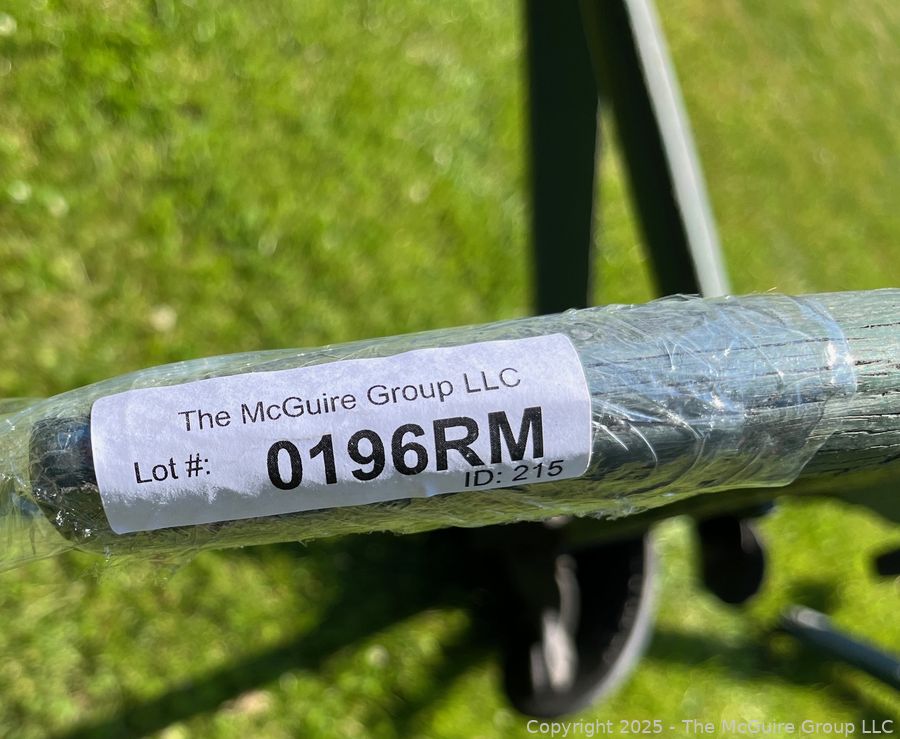 The McGuire Group LLC
Lot #: 0196RM
ID: 215
Copyright 2025 - The McGuire Group LLC